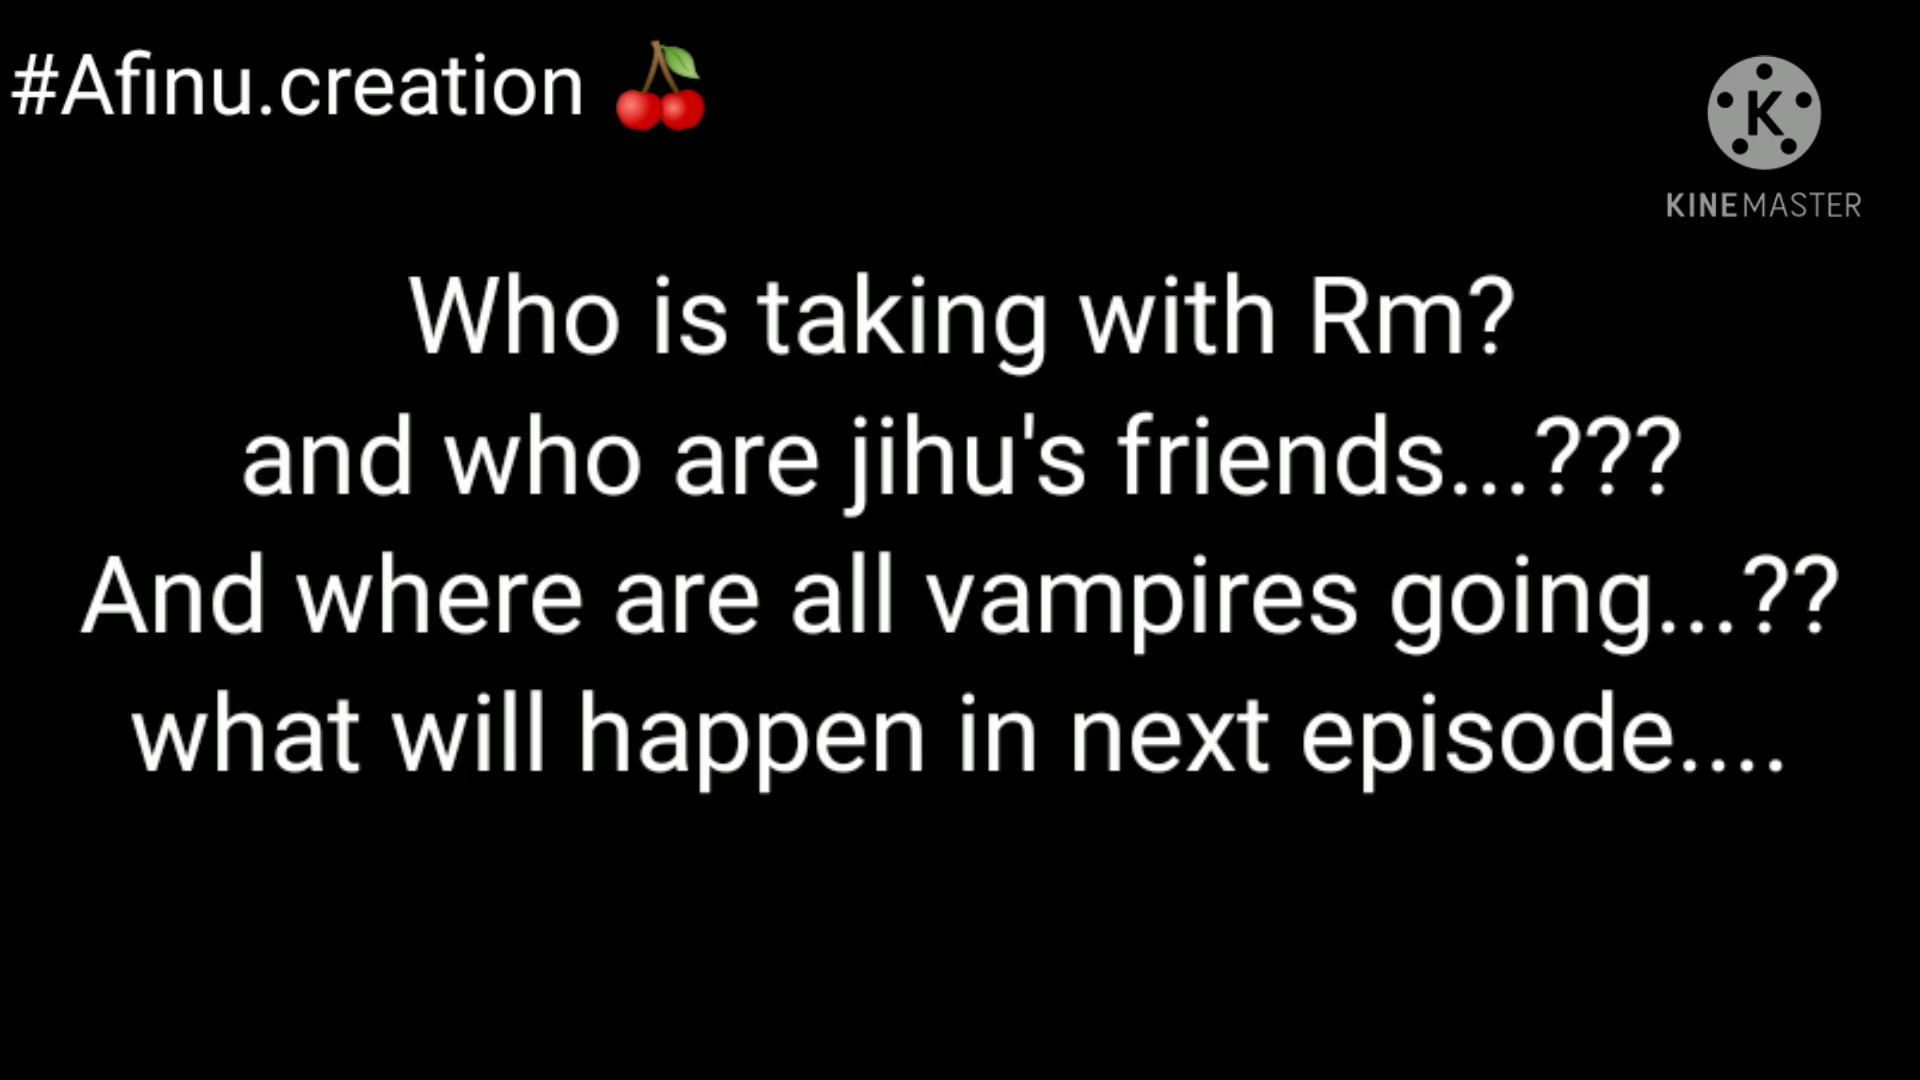 #Afinu.creation 🍒
K
KINEMASTER
Who is taking with Rm?
and who are jihu's friends...???
And where are all vampires going...??
what will happen in next episode....